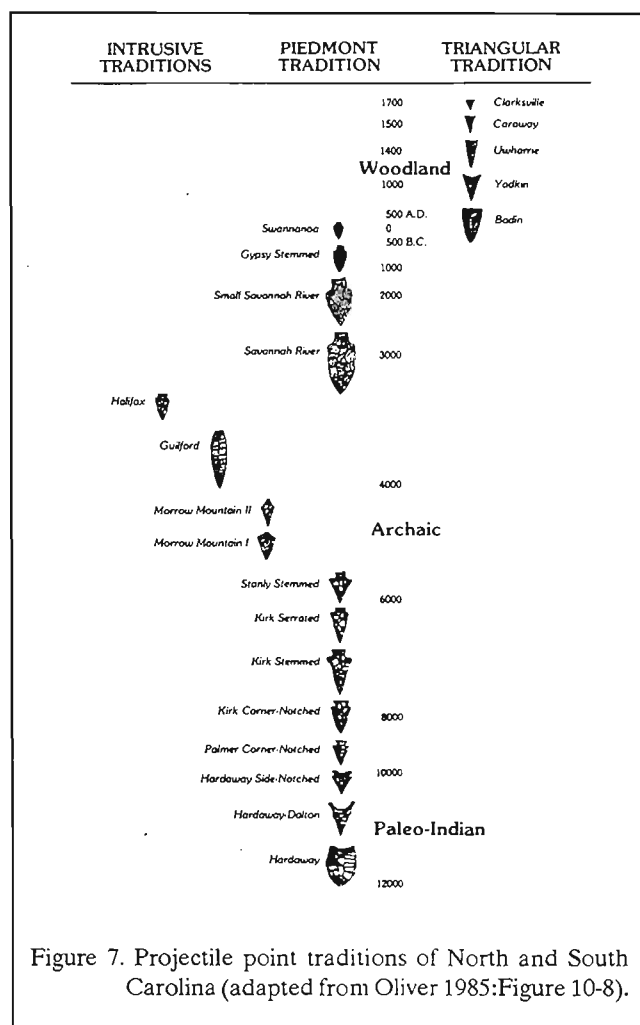 INTRUSIVE TRADITIONS
PIEDMONT TRADITION
TRIANGULAR TRADITION
1700 Clarksville
1500 Caraway
1400 Uwharrie
Woodland
1000 Yadkin
500 A.D. Badin
Swannanoa 0
500 B.C.
Gypsy Stemmed
1000
Small Savannah River 2000
Savannah River 3000
Halifax
Guilford
4000
Morrow Mountain II
Archaic
Morrow Mountain I
Stanly Stemmed
6000
Kirk Serrated
Kirk Stemmed
Kirk Corner-Notched
8000
Palmer Corner-Notched
10000
Hardaway Side-Notched
Hardaway-Dalton
Paleo-Indian
Hardaway
12000
Figure 7. Projectile point traditions of North and South
Carolina (adapted from Oliver 1985:Figure 10-8).